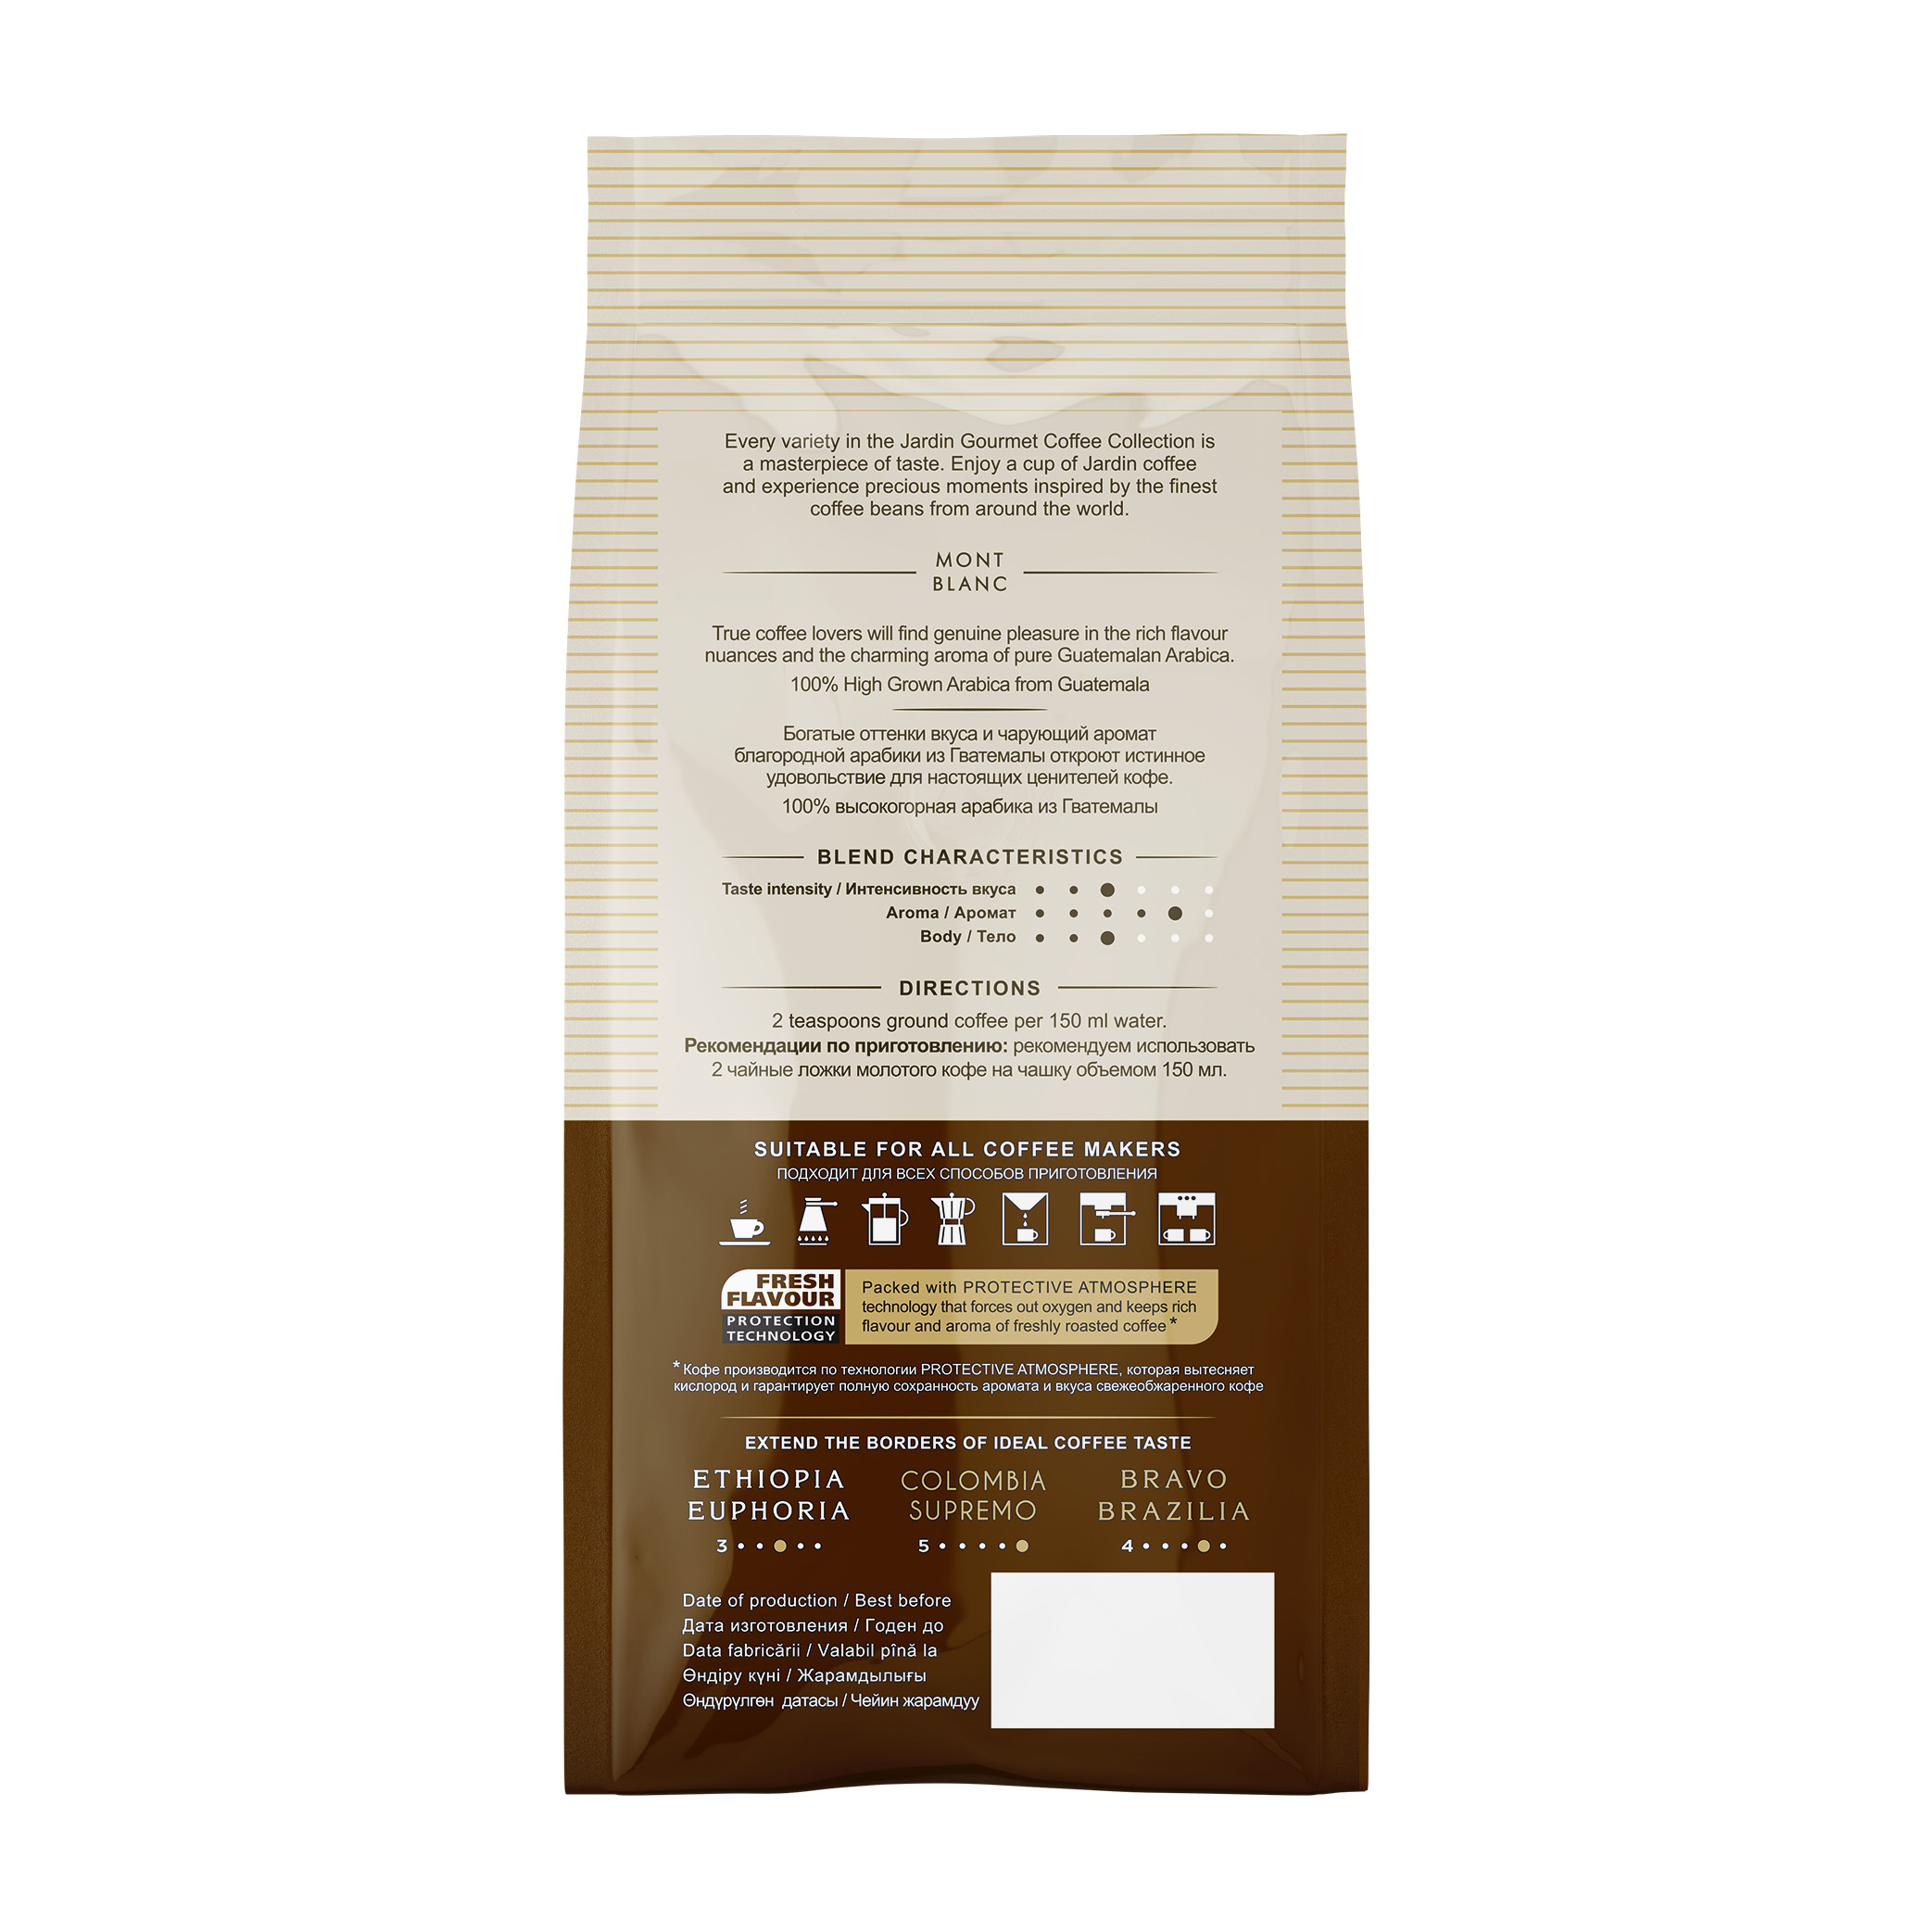 Every variety in the Jardin Gourmet Coffee Collection is
a masterpiece of taste. Enjoy a cup of Jardin coffee
and experience precious moments inspired by the finest
coffee beans from around the world.
MONT
BLANC
True coffee lovers will find genuine pleasure in the rich flavour
nuances and the charming aroma of pure Guatemalan Arabica.
100% High Grown Arabica from Guatemala
Богатые оттенки вкуса и чарующий аромат
благородной арабики из Гватемалы откроют истинное
удовольствие для настоящих ценителей кофе.
100% высокогорная арабика из Гватемалы
BLEND CHARACTERISTICS
Taste intensity / Интенсивность вкуса
Aroma / Аромат
Body / Тело
DIRECTIONS
2 teaspoons ground coffee per 150 ml water.
Рекомендации по приготовлению: рекомендуем использовать
2 чайные ложки молотого кофе на чашку объемом 150 мл.
SUITABLE FOR ALL COFFEE MAKERS
ПОДХОДИТ ДЛЯ ВСЕХ СПОСОБОВ ПРИГОТОВЛЕНИЯ
FRESH
FLAVOUR
PROTECTION
TECHNOLOGY
Packed with PROTECTIVE ATMOSPHERE
technology that forces out oxygen and keeps rich
flavour and aroma of freshly roasted coffee*
*Кофе производится по технологии PROTECTIVE ATMOSPHERE, которая вытесняет
кислород и гарантирует полную сохранность аромата и вкуса свежеобжаренного кофе
EXTEND THE BORDERS OF IDEAL COFFEE TASTE
ETHIOPIA
EUPHORIA
3
COLOMBIA
SUPREMO
5
BRAVO
BRAZILIA
4
Date of production / Best before
Дата изготовления / Годен до
Data fabricării / Valabil pînă la
Өндіру күні / Жарамдылығы
Өндүрүлгөн датасы / Чейин жарамдуу